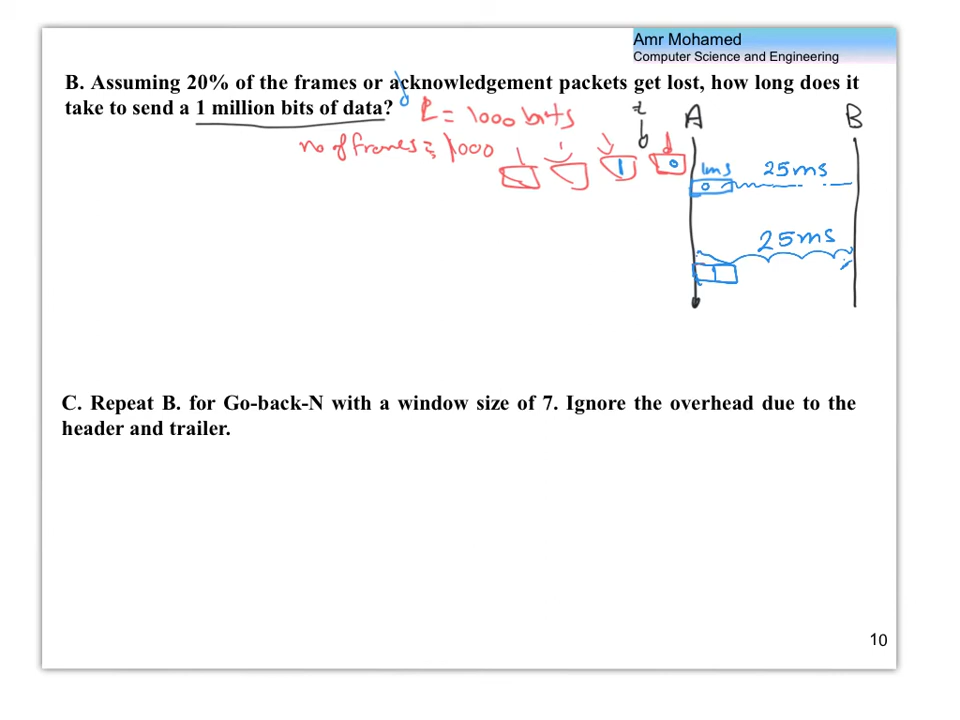 Amr Mohamed
Computer Science and Engineering
B. Assuming 20% of the frames or acknowledgement packets get lost, how long does it
take to send a 1 million bits of data?
L = 1000 bits
no of frames = 1000
A
B
1
0
1ms
25ms
0
25ms
1
C. Repeat B. for Go-back-N with a window size of 7. Ignore the overhead due to the
header and trailer.
10